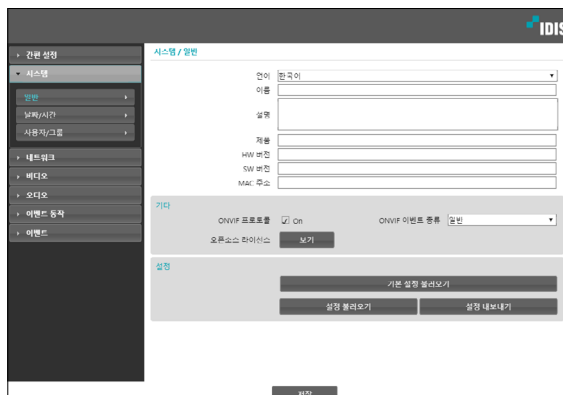 IDIS
간편 설정
시스템
일반
날짜/시간
사용자/그룹
네트워크
비디오
오디오
이벤트 동작
이벤트
시스템 / 일반
언어 한국어
이름
설명
제품
HW 버전
SW 버전
MAC 주소
기타
ONVIF 프로토콜 On ONVIF 이벤트 종류 일반
오픈소스 라이선스 보기
설정
기본 설정 불러오기
설정 불러오기 설정 내보내기
저장